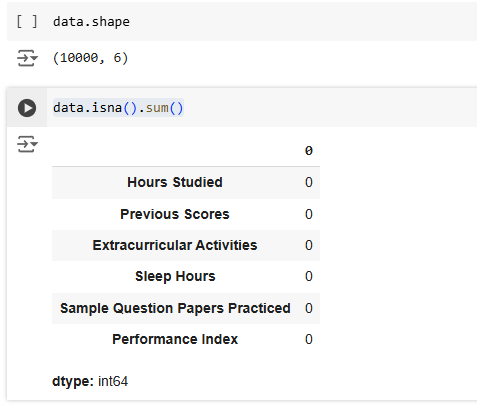 [ ] data.shape
(10000, 6)
data.isna().sum()
0
Hours Studied 0
Previous Scores 0
Extracurricular Activities 0
Sleep Hours 0
Sample Question Papers Practiced 0
Performance Index 0
dtype: int64